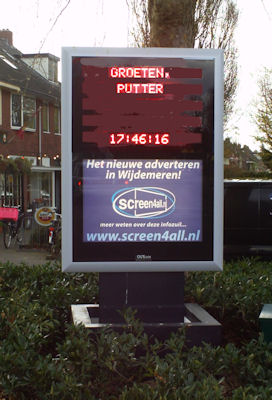 GROETEN.
PUTTER
17:46:16
Het nieuwe adverteren
in Wijdemeren!
screen4all.nl
meer weten over deze infozuil...
www.screen4all.nl